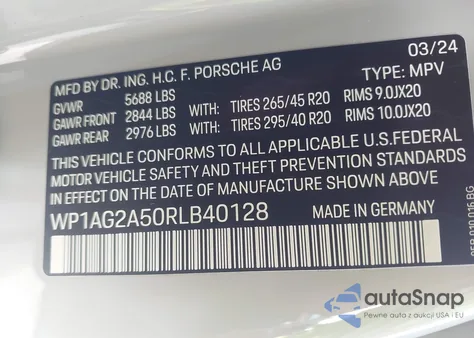 03/24
MFD BY DR. ING. H.C. F. PORSCHE AG
TYPE: MPV
GVWR 5688 LBS
GAWR FRONT 2844 LBS WITH: TIRES 265/45 R20 RIMS 9.0JX20
GAWR REAR 2976 LBS WITH: TIRES 295/40 R20 RIMS 10.0JX20
THIS VEHICLE CONFORMS TO ALL APPLICABLE U.S.FEDERAL
MOTOR VEHICLE SAFETY AND THEFT PREVENTION STANDARDS
IN EFFECT ON THE DATE OF MANUFACTURE SHOWN ABOVE
WP1AG2A50RLB40128 MADE IN GERMANY
autoSnap
Pewne auta z aukcji USA i EU